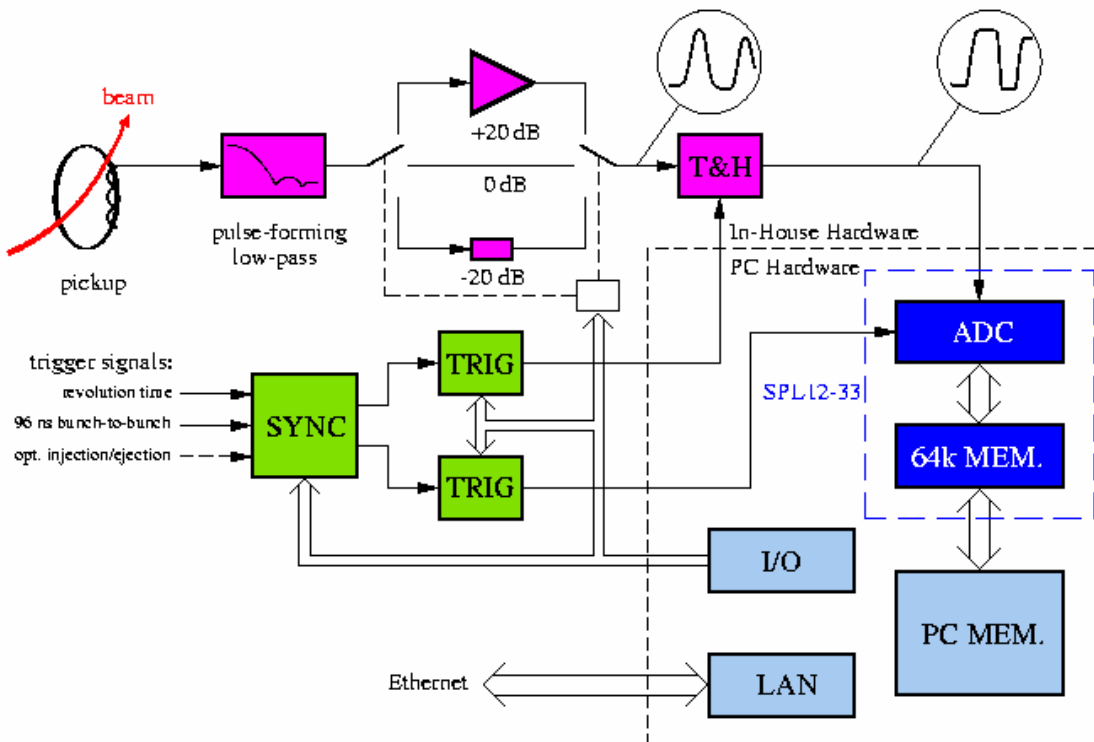 beam
+20 dB
0 dB
-20 dB
T&H
pulse-forming
low-pass
pickup
In-House Hardware
PC Hardware
trigger signals:
revolution time
96 ns bunch-to-bunch
opt. injection/ejection
SYNC
TRIG
TRIG
ADC
SPL12-33
64k MEM.
I/O
PC MEM.
Ethernet
LAN